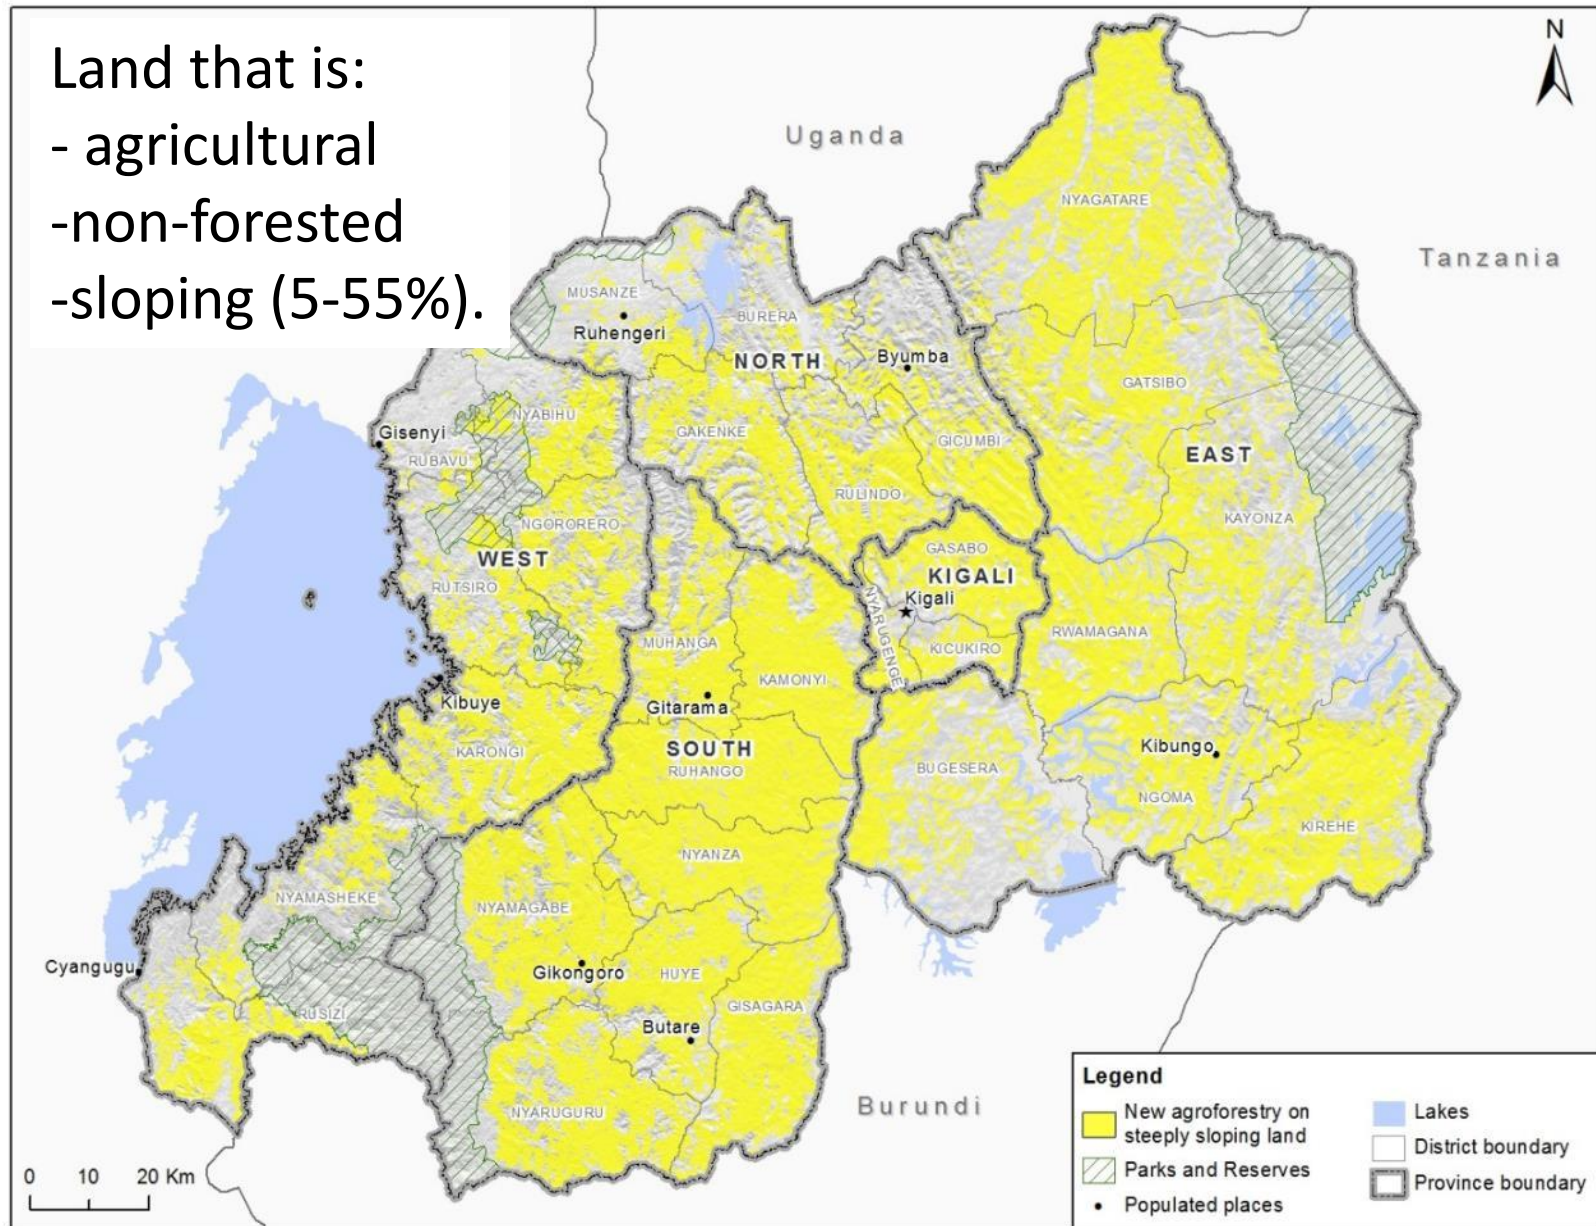 Land that is:
- agricultural
-non-forested
-sloping (5-55%).
N
Uganda
Tanzania
NYAGATARE
MUSANZE
Ruhengeri
BURERA
NORTH
Byumba
GATSIBO
NYABIHU
Gisenyi
RUBAVU
GAKENKE
GICUMBI
EAST
RULINDO
NGORORERO
KAYONZA
WEST
GASABO
KIGALI
RUTSIRO
Kigali
NYARUGENGE
MUHANGA
RWAMAGANA
KICUKIRO
KAMONYI
Kibuye
Gitarama
KARONGI
SOUTH
RUHANGO
Kibungo
BUGESERA
NGOMA
KIREHE
NYANZA
NYAMASHEKE
NYAMAGABE
Cyangugu
Gikongoro
HUYE
GISAGARA
RUSIZI
Butare
NYARUGURU
Burundi
Legend
New agroforestry on
steeply sloping land
Parks and Reserves
Populated places
Lakes
District boundary
Province boundary
0 10 20 Km